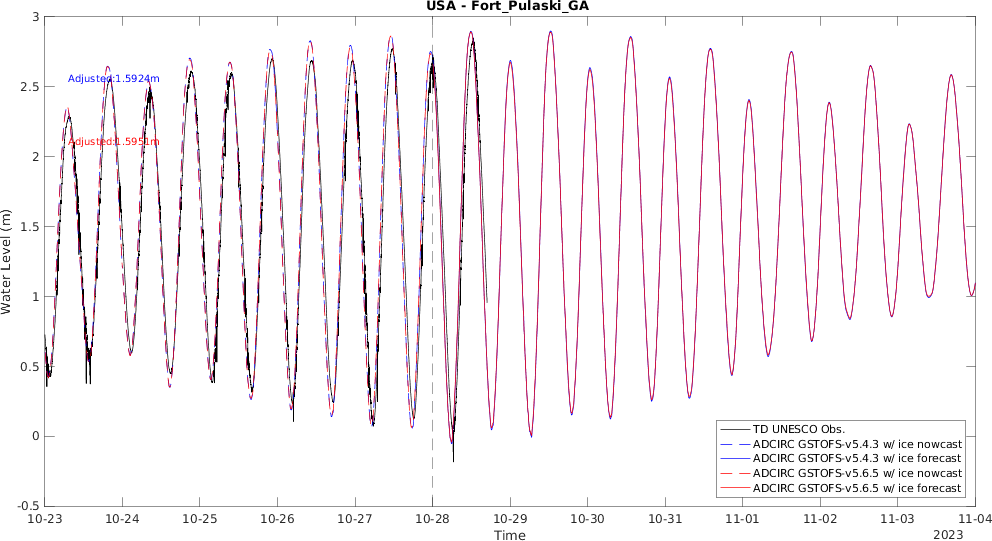 USA - Fort_Pulaski_GA
3
2.5
2
1.5
1
0.5
0
-0.5
Water Level (m)
Adjusted:1.5924m
Adjusted:1.5951m
TD UNESCO Obs.
ADCIRC GSTOFS-v5.4.3 w/ ice nowcast
ADCIRC GSTOFS-v5.4.3 w/ ice forecast
ADCIRC GSTOFS-v5.6.5 w/ ice nowcast
ADCIRC GSTOFS-v5.6.5 w/ ice forecast
10-23 10-24 10-25 10-26 10-27 10-28 10-29 10-30 10-31 11-01 11-02 11-03 11-04
Time
2023